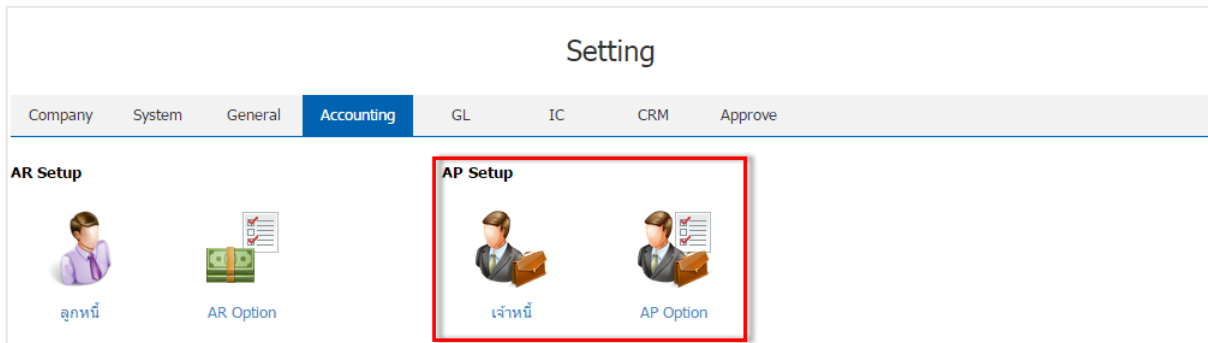 Setting
Company System General Accounting GL IC CRM Approve
AR Setup AP Setup
ลูกหนี้ AR Option เจ้าหนี้ AP Option